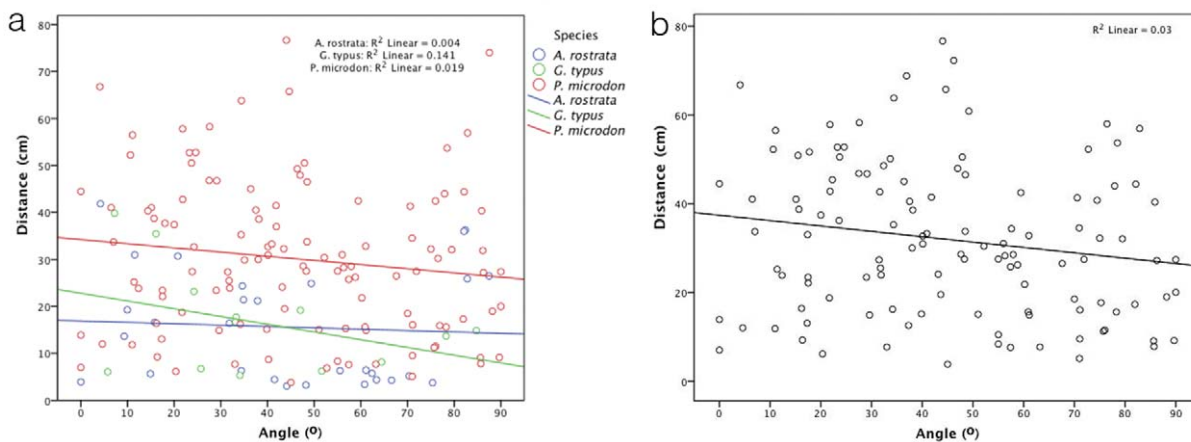 a
A. rostrata: R² Linear = 0.004
G. typus: R² Linear = 0.141
P. microdon: R² Linear = 0.019
Species
A. rostrata
G. typus
P. microdon
A. rostrata
G. typus
P. microdon
Distance (cm)
80
70
60
50
40
30
20
10
0
0 10 20 30 40 50 60 70 80 90
Angle (º)
b
R² Linear = 0.03
Distance (cm)
80
60
40
20
0
0 10 20 30 40 50 60 70 80 90
Angle (º)